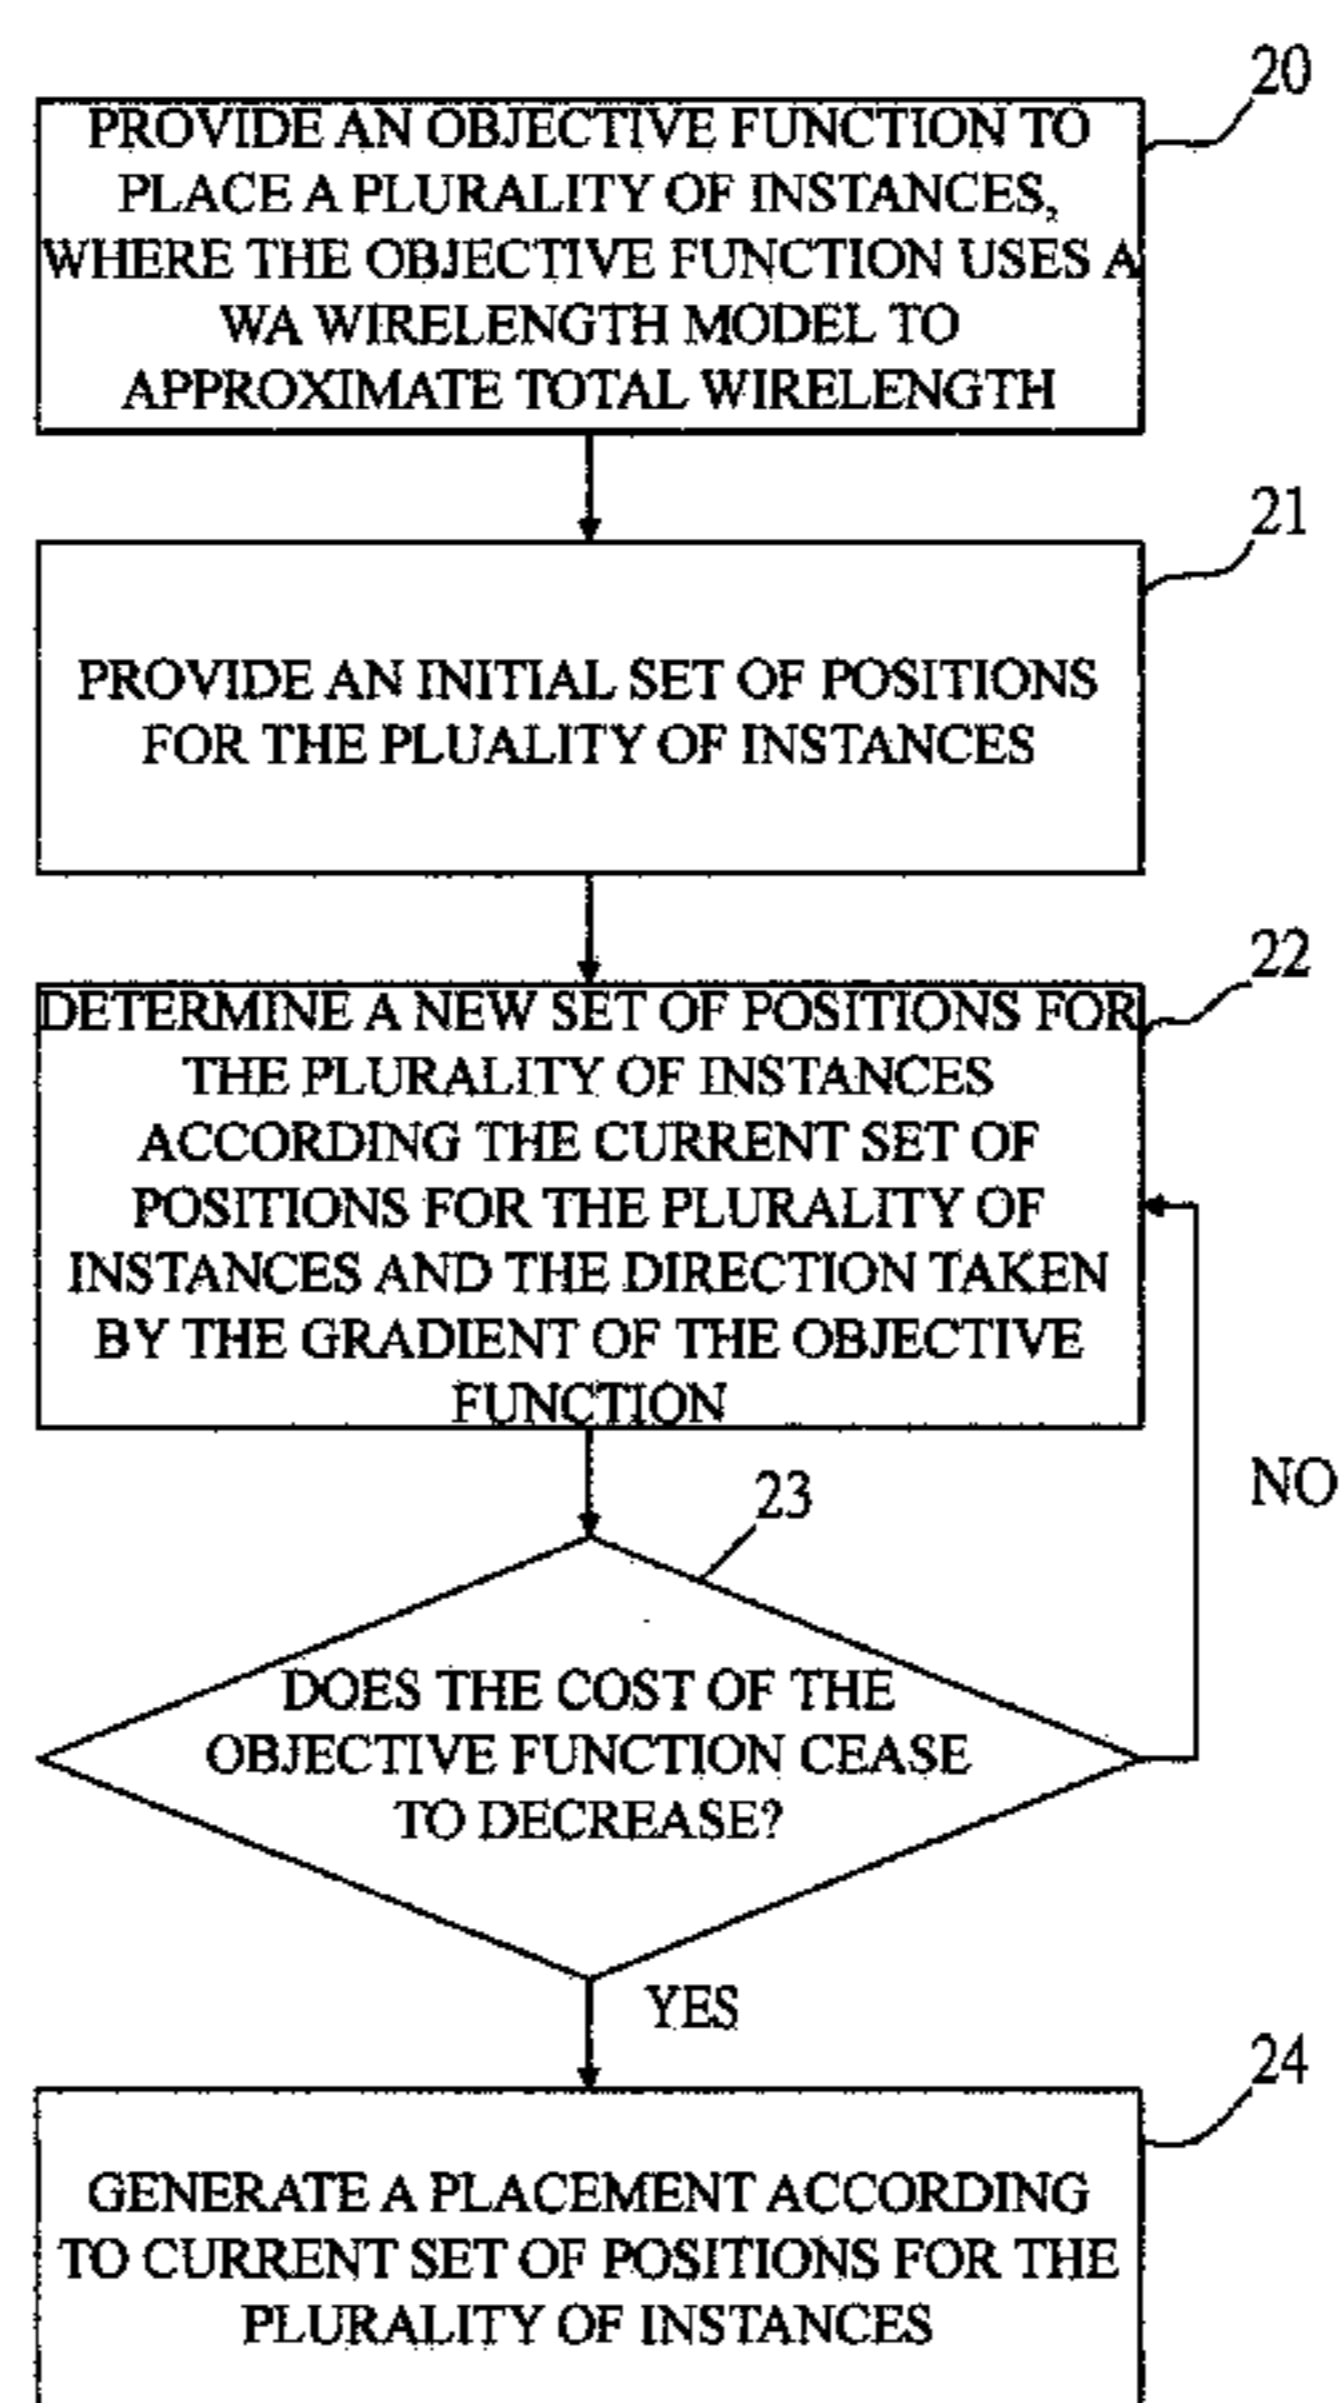 20
PROVIDE AN OBJECTIVE FUNCTION TO
PLACE A PLURALITY OF INSTANCES,
WHERE THE OBJECTIVE FUNCTION USES A
WA WIRELENGTH MODEL TO
APPROXIMATE TOTAL WIRELENGTH
21
PROVIDE AN INITIAL SET OF POSITIONS
FOR THE PLUALITY OF INSTANCES
22
DETERMINE A NEW SET OF POSITIONS FOR
THE PLURALITY OF INSTANCES
ACCORDING THE CURRENT SET OF
POSITIONS FOR THE PLURALITY OF
INSTANCES AND THE DIRECTION TAKEN
BY THE GRADIENT OF THE OBJECTIVE
FUNCTION
NO
23
DOES THE COST OF THE
OBJECTIVE FUNCTION CEASE
TO DECREASE?
YES
24
GENERATE A PLACEMENT ACCORDING
TO CURRENT SET OF POSITIONS FOR THE
PLURALITY OF INSTANCES